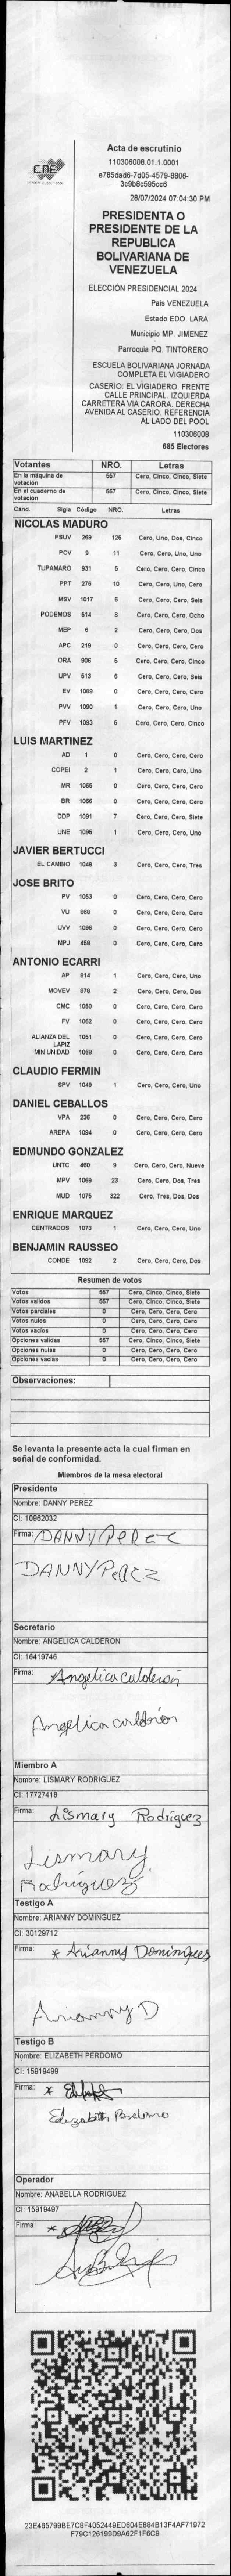 CNE
Acta de escrutinio
110306008.01.1.0001
e785dad6-7d05-4579-8806-
3c9b8c595cc6
28/07/2024 07:04:30 PM
PRESIDENTA O
PRESIDENTE DE LA
REPUBLICA
BOLIVARIANA DE
VENEZUELA
ELECCIÓN PRESIDENCIAL 2024
Pais VENEZUELA
Estado EDO. LARA
Municipio MP. JIMENEZ
Parroquia PQ. TINTORERO
ESCUELA BOLIVARIANA JORNADA
COMPLETA EL VIGIADERO
CASERIO: EL VIGIADERO. FRENTE
CALLE PRINCIPAL. IZQUIERDA
CARRETERA VIA CARORA. DERECHA
AVENIDA AL CASERIO. REFERENCIA
AL LADO DEL POOL
110306008
685 Electores
Votantes NRO. Letras
En la máquina de votación 557 Cero, Cinco, Cinco, Siete
En el cuaderno de votación 557 Cero, Cinco, Cinco, Siete
Cand. Sigla Código NRO. Letras
NICOLAS MADURO
PSUV 269 125 Cero, Uno, Dos, Cinco
PCV 9 11 Cero, Cero, Uno, Uno
TUPAMARO 931 5 Cero, Cero, Cero, Cinco
PPT 276 10 Cero, Cero, Uno, Cero
MSV 1017 6 Cero, Cero, Cero, Seis
PODEMOS 514 8 Cero, Cero, Cero, Ocho
MEP 6 2 Cero, Cero, Cero, Dos
APC 219 0 Cero, Cero, Cero, Cero
ORA 906 5 Cero, Cero, Cero, Cinco
UPV 513 6 Cero, Cero, Cero, Seis
EV 1089 0 Cero, Cero, Cero, Cero
PVV 1090 1 Cero, Cero, Cero, Uno
PFV 1093 5 Cero, Cero, Cero, Cinco
LUIS MARTINEZ
AD 1 0 Cero, Cero, Cero, Cero
COPEI 2 1 Cero, Cero, Cero, Uno
MR 1065 0 Cero, Cero, Cero, Cero
BR 1066 0 Cero, Cero, Cero, Cero
DDP 1091 7 Cero, Cero, Cero, Siete
UNE 1095 1 Cero, Cero, Cero, Uno
JAVIER BERTUCCI
EL CAMBIO 1048 3 Cero, Cero, Cero, Tres
JOSE BRITO
PV 1053 0 Cero, Cero, Cero, Cero
VU 868 0 Cero, Cero, Cero, Cero
UVV 1096 0 Cero, Cero, Cero, Cero
MPJ 458 0 Cero, Cero, Cero, Cero
ANTONIO ECARRI
AP 614 1 Cero, Cero, Cero, Uno
MOVEV 678 2 Cero, Cero, Cero, Dos
CMC 1050 0 Cero, Cero, Cero, Cero
FV 1062 0 Cero, Cero, Cero, Cero
ALIANZA DEL LAPIZ 1051 0 Cero, Cero, Cero, Cero
MIN UNIDAD 1069 0 Cero, Cero, Cero, Cero
CLAUDIO FERMIN
SPV 1049 1 Cero, Cero, Cero, Uno
DANIEL CEBALLOS
VPA 236 0 Cero, Cero, Cero, Cero
AREPA 1094 0 Cero, Cero, Cero, Cero
EDMUNDO GONZALEZ
UNTC 460 9 Cero, Cero, Cero, Nueve
MPV 1069 23 Cero, Cero, Dos, Tres
MUD 1075 322 Cero, Tres, Dos, Dos
ENRIQUE MARQUEZ
CENTRADOS 1073 1 Cero, Cero, Cero, Uno
BENJAMIN RAUSSEO
CONDE 1092 2 Cero, Cero, Cero, Dos
Resumen de votos
Votos 557 Cero, Cinco, Cinco, Siete
Votos validos 557 Cero, Cinco, Cinco, Siete
Votos parciales 0 Cero, Cero, Cero, Cero
Votos nulos 0 Cero, Cero, Cero, Cero
Votos vacios 0 Cero, Cero, Cero, Cero
Opciones validas 557 Cero, Cinco, Cinco, Siete
Opciones nulas 0 Cero, Cero, Cero, Cero
Opciones vacias 0 Cero, Cero, Cero, Cero
Observaciones:
Se levanta la presente acta la cual firman en
señal de conformidad.
Miembros de la mesa electoral
Presidente
Nombre: DANNY PEREZ
CI: 10962032
Firma: DANNY PEREZ
DANNY PEREZ
Secretario
Nombre: ANGELICA CALDERON
CI: 16419746
Firma: Angelica calderón
Angelica calderón
Miembro A
Nombre: LISMARY RODRIGUEZ
CI: 17727418
Firma: Lismary Rodriguez
Lismary
Rodriguez
Testigo A
Nombre: ARIANNY DOMINGUEZ
CI: 30129712
Firma: * Arianny Dominguez
Arianny D
Testigo B
Nombre: ELIZABETH PERDOMO
CI: 15919499
Firma: *
Elizabeth Perdomo
Operador
Nombre: ANABELLA RODRIGUEZ
CI: 15919497
Firma: *
23E465799BE7C8F4052449ED604E884B13F4AF71972
F79C126199D9A62F1F6C9